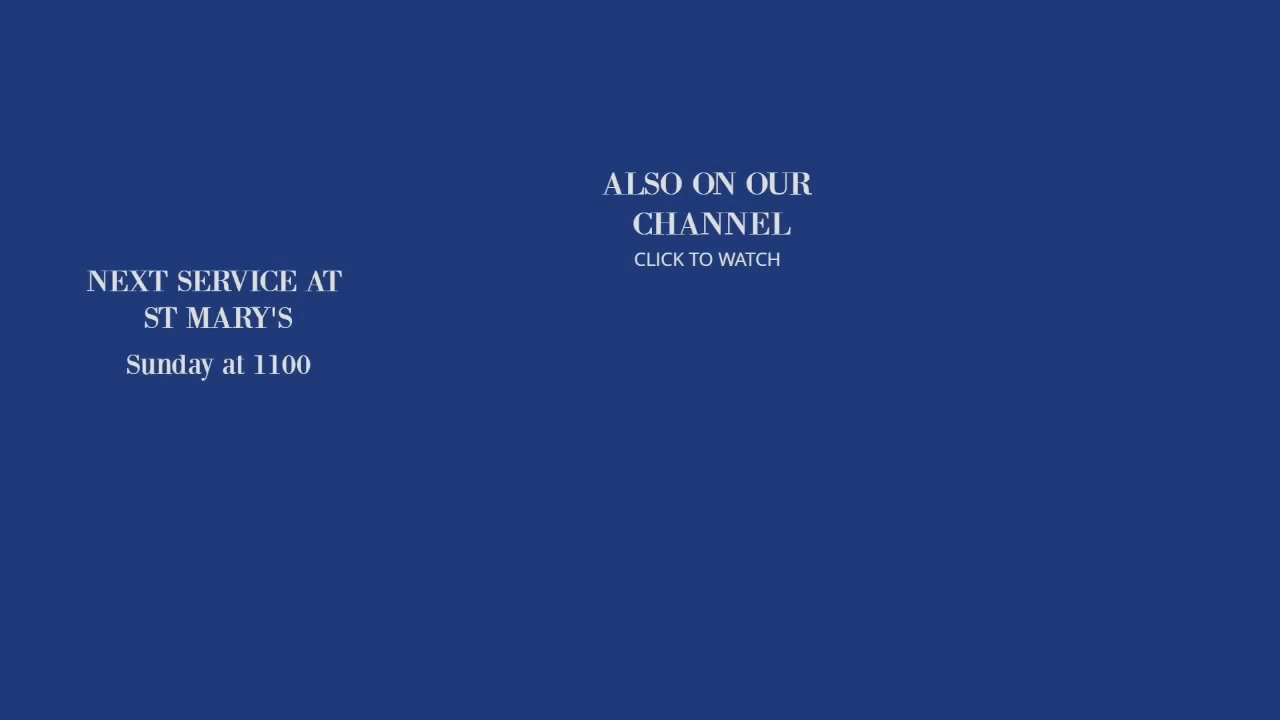 NEXT SERVICE AT
ST MARY'S
Sunday at 1100
ALSO ON OUR
CHANNEL
CLICK TO WATCH